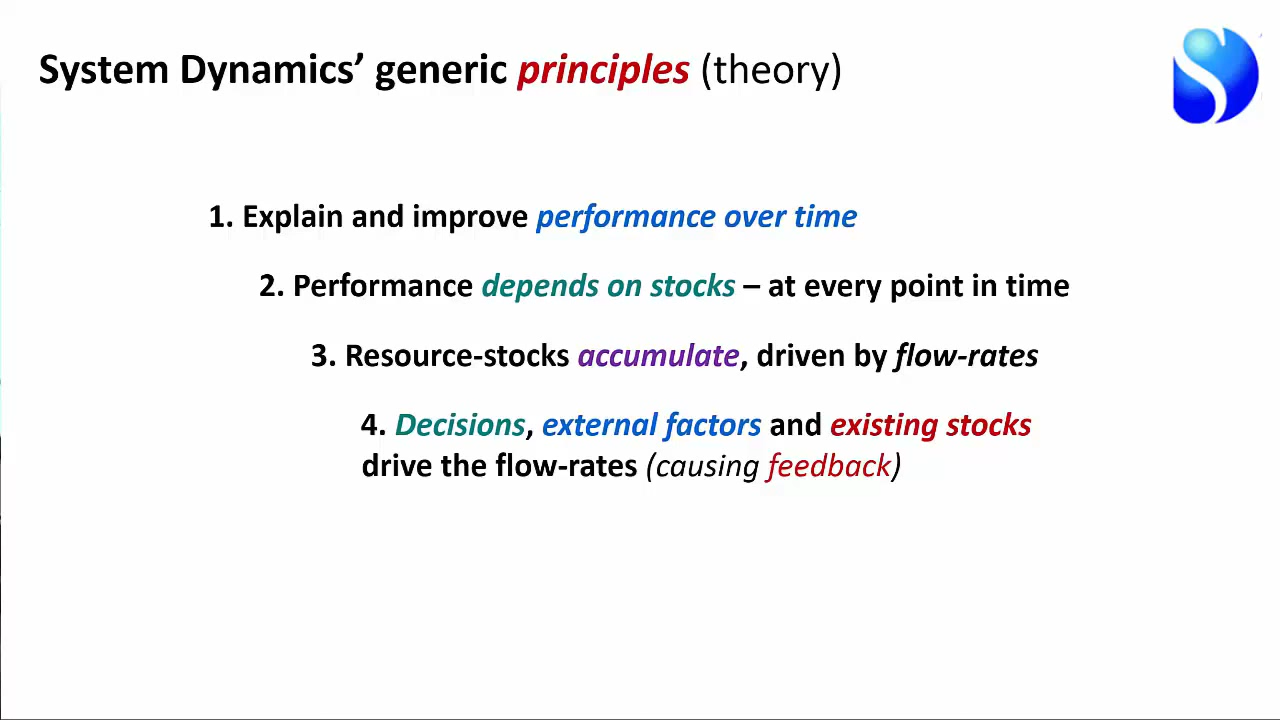 System Dynamics’ generic principles (theory)
1. Explain and improve performance over time
2. Performance depends on stocks – at every point in time
3. Resource-stocks accumulate, driven by flow-rates
4. Decisions, external factors and existing stocks
drive the flow-rates (causing feedback)